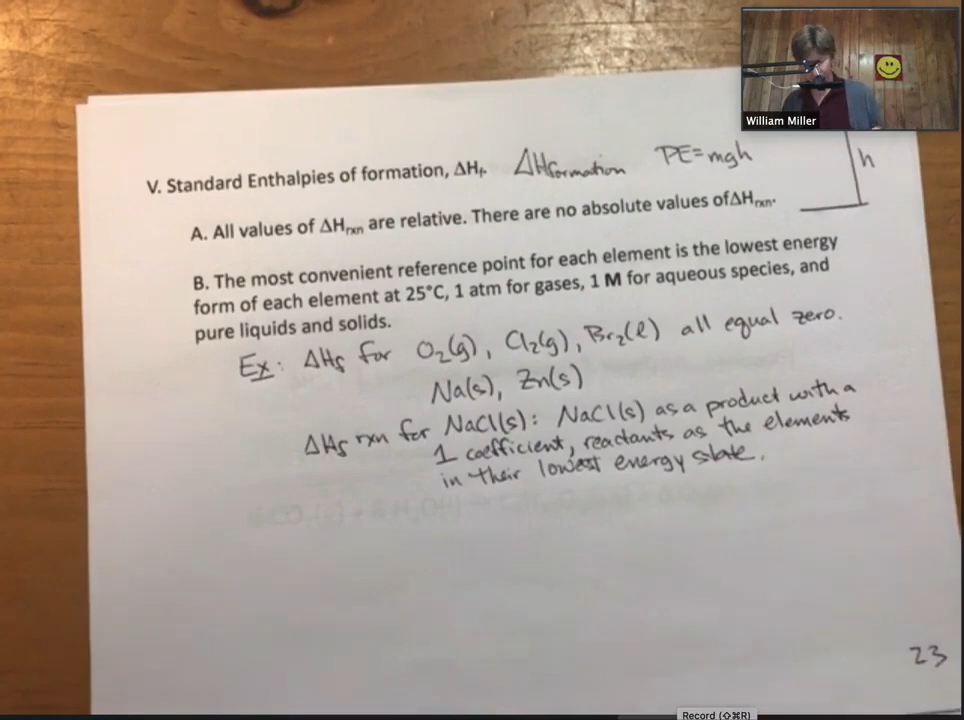 William Miller
V. Standard Enthalpies of formation, ΔHf. ΔHformation PE=mgh h
A. All values of ΔHrxn are relative. There are no absolute values ofΔHrxn.
B. The most convenient reference point for each element is the lowest energy
form of each element at 25°C, 1 atm for gases, 1 M for aqueous species, and
pure liquids and solids.
Ex: ΔHf for O2(g), Cl2(g), Br2(l) all equal zero.
Na(s), Zn(s)
ΔHf rxn for NaCl(s): NaCl(s) as a product with a
1 coefficient, reactants as the elements
in their lowest energy state.
23
Record (⇧⌘R)